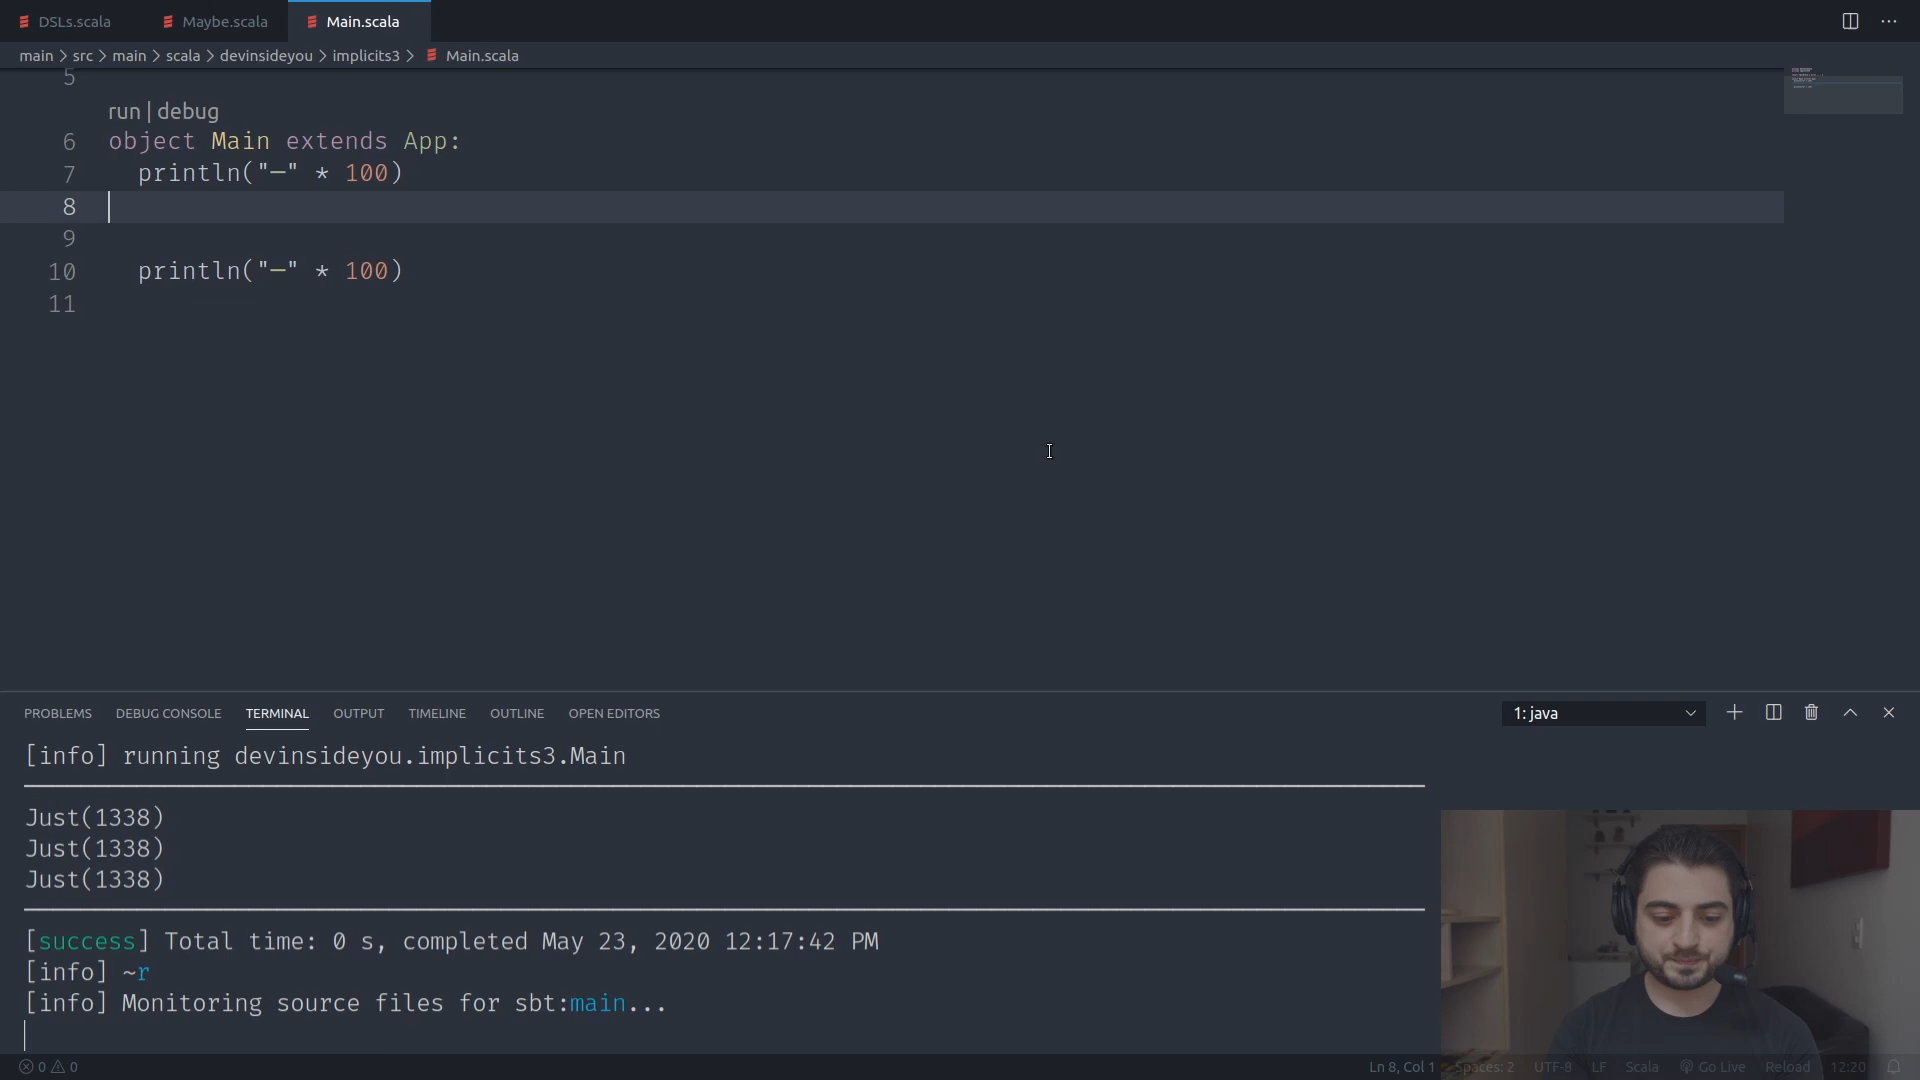 DSLs.scala Maybe.scala Main.scala
main > src > main > scala > devinsideyou > implicits3 > Main.scala
5
run | debug
6 object Main extends App:
7 println("—" * 100)
8
9
10 println("—" * 100)
11
PROBLEMS DEBUG CONSOLE TERMINAL OUTPUT TIMELINE OUTLINE OPEN EDITORS 1: java
[info] running devinsideyou.implicits3.Main
Just(1338)
Just(1338)
Just(1338)
[success] Total time: 0 s, completed May 23, 2020 12:17:42 PM
[info] ~r
[info] Monitoring source files for sbt:main...
0 0 Ln 8, Col 1 Spaces: 2 UTF-8 LF Scala Go Live Reload 12:20